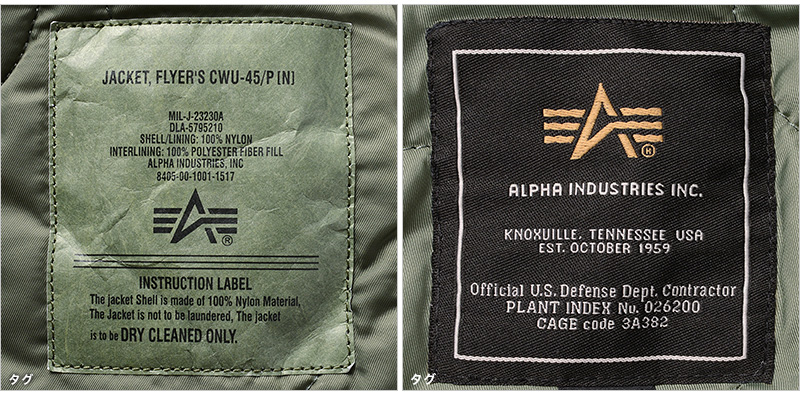 JACKET, FLYER'S CWU-45/P [N]
MIL-J-23230A
DLA-5795210
SHELL/LINING: 100% NYLON
INTERLINING: 100% POLYESTER FIBER FILL
ALPHA INDUSTRIES, INC
8405-00-1001-1517
®
INSTRUCTION LABEL
The jacket Shell is made of 100% Nylon Material,
The Jacket is not to be laundered, The jacket
is to be DRY CLEANED ONLY.
タグ
®
ALPHA INDUSTRIES INC.
KNOXUILLE, TENNESSEE USA
EST. OCTOBER 1959
Official U.S. Defense Dept. Contractor
PLANT INDEX No. 026200
CAGE code 3A382
タグ